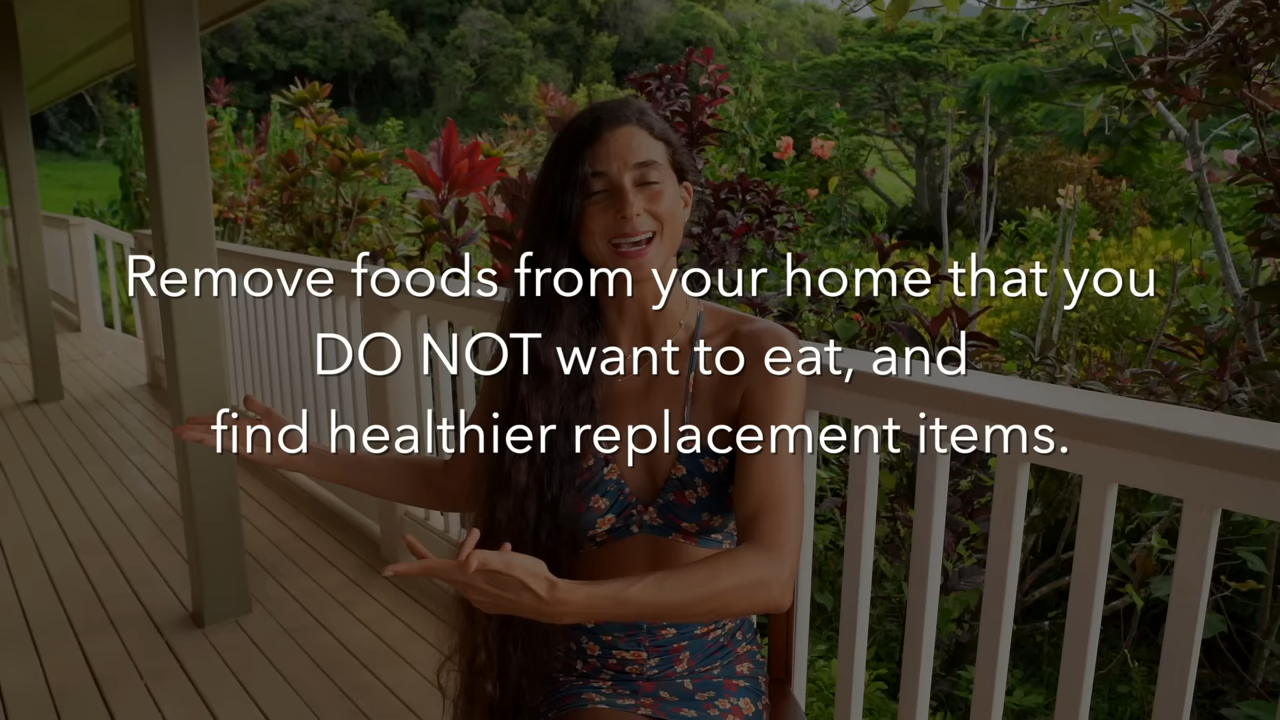 Remove foods from your home that you
DO NOT want to eat, and
find healthier replacement items.